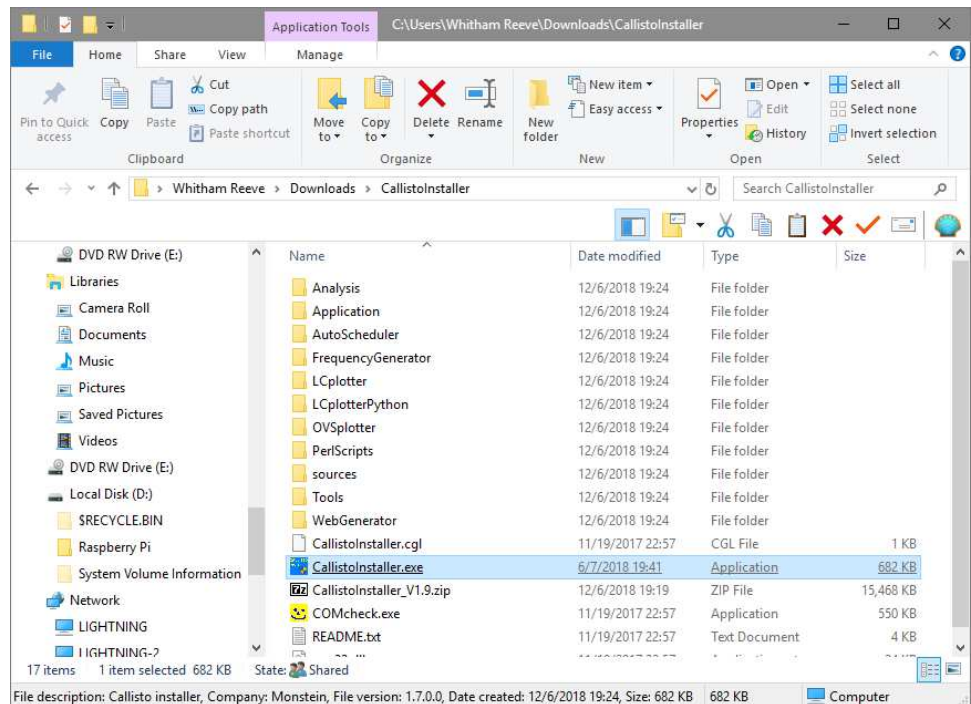 Application Tools C:\Users\Whitham Reeve\Downloads\CallistoInstaller
File Home Share View Manage
Pin to Quick access
Copy
Paste
Cut
Copy path
Paste shortcut
Move to
Copy to
Delete
Rename
New folder
New item
Easy access
Properties
Open
Edit
History
Select all
Select none
Invert selection
Clipboard Organize New Open Select
Whitham Reeve > Downloads > CallistoInstaller Search CallistoInstaller
DVD RW Drive (E:)
Libraries
Camera Roll
Documents
Music
Pictures
Saved Pictures
Videos
DVD RW Drive (E:)
Local Disk (D:)
$RECYCLE.BIN
Raspberry Pi
System Volume Information
Network
LIGHTNING
LIGHTNING-2
Name Date modified Type Size
Analysis 12/6/2018 19:24 File folder
Application 12/6/2018 19:24 File folder
AutoScheduler 12/6/2018 19:24 File folder
FrequencyGenerator 12/6/2018 19:24 File folder
LCplotter 12/6/2018 19:24 File folder
LCplotterPython 12/6/2018 19:24 File folder
OVSplotter 12/6/2018 19:24 File folder
PerlScripts 12/6/2018 19:24 File folder
sources 12/6/2018 19:24 File folder
Tools 12/6/2018 19:24 File folder
WebGenerator 12/6/2018 19:24 File folder
CallistoInstaller.cgl 11/19/2017 22:57 CGL File 1 KB
CallistoInstaller.exe 6/7/2018 19:41 Application 682 KB
CallistoInstaller_V1.9.zip 12/6/2018 19:19 ZIP File 15,468 KB
COMcheck.exe 11/19/2017 22:57 Application 550 KB
README.txt 11/19/2017 22:57 Text Document 4 KB
17 items 1 item selected 682 KB State: Shared
File description: Callisto installer, Company: Monstein, File version: 1.7.0.0, Date created: 12/6/2018 19:24, Size: 682 KB 682 KB Computer